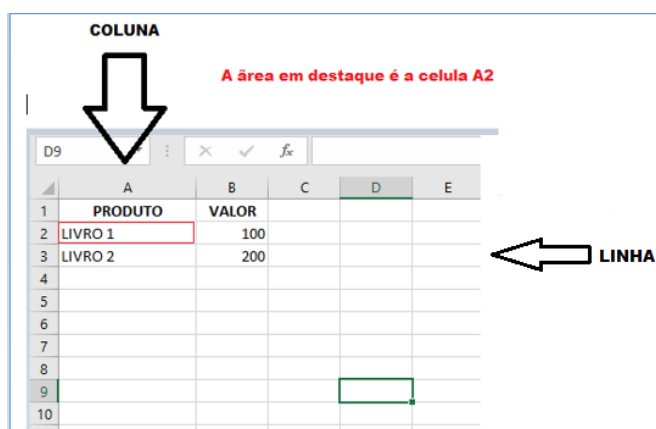 COLUNA
A ärea em destaque é a celula A2
D9 fx
A B C D E
1 PRODUTO VALOR
2 LIVRO 1 100
3 LIVRO 2 200
LINHA
4
5
6
7
8
9
10